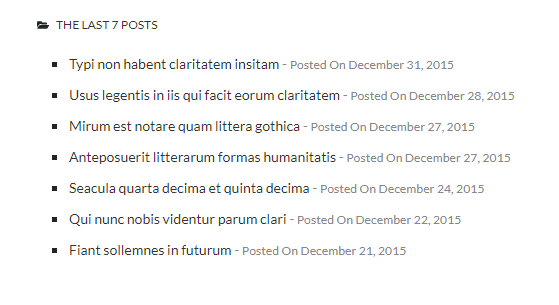 THE LAST 7 POSTS
Typi non habent claritatem insitam - Posted On December 31, 2015
Usus legentis in iis qui facit eorum claritatem - Posted On December 28, 2015
Mirum est notare quam littera gothica - Posted On December 27, 2015
Anteposuerit litterarum formas humanitatis - Posted On December 27, 2015
Seacula quarta decima et quinta decima - Posted On December 24, 2015
Qui nunc nobis videntur parum clari - Posted On December 22, 2015
Fiant sollemnes in futurum - Posted On December 21, 2015